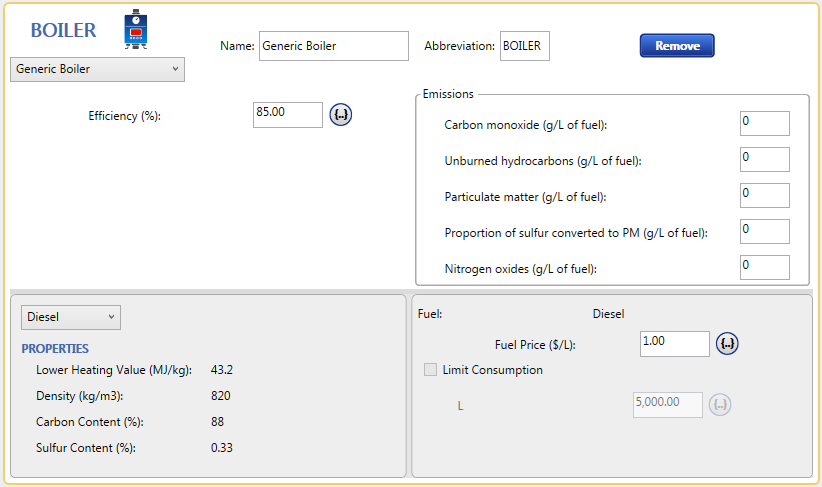 BOILER
Name: Generic Boiler Abbreviation: BOILER Remove
Generic Boiler
Efficiency (%): 85.00 {..}
Emissions
Carbon monoxide (g/L of fuel): 0
Unburned hydrocarbons (g/L of fuel): 0
Particulate matter (g/L of fuel): 0
Proportion of sulfur converted to PM (g/L of fuel): 0
Nitrogen oxides (g/L of fuel): 0
Diesel
PROPERTIES
Lower Heating Value (MJ/kg): 43.2
Density (kg/m3): 820
Carbon Content (%): 88
Sulfur Content (%): 0.33
Fuel: Diesel
Fuel Price ($/L): 1.00 {..}
Limit Consumption
L 5,000.00 {..}